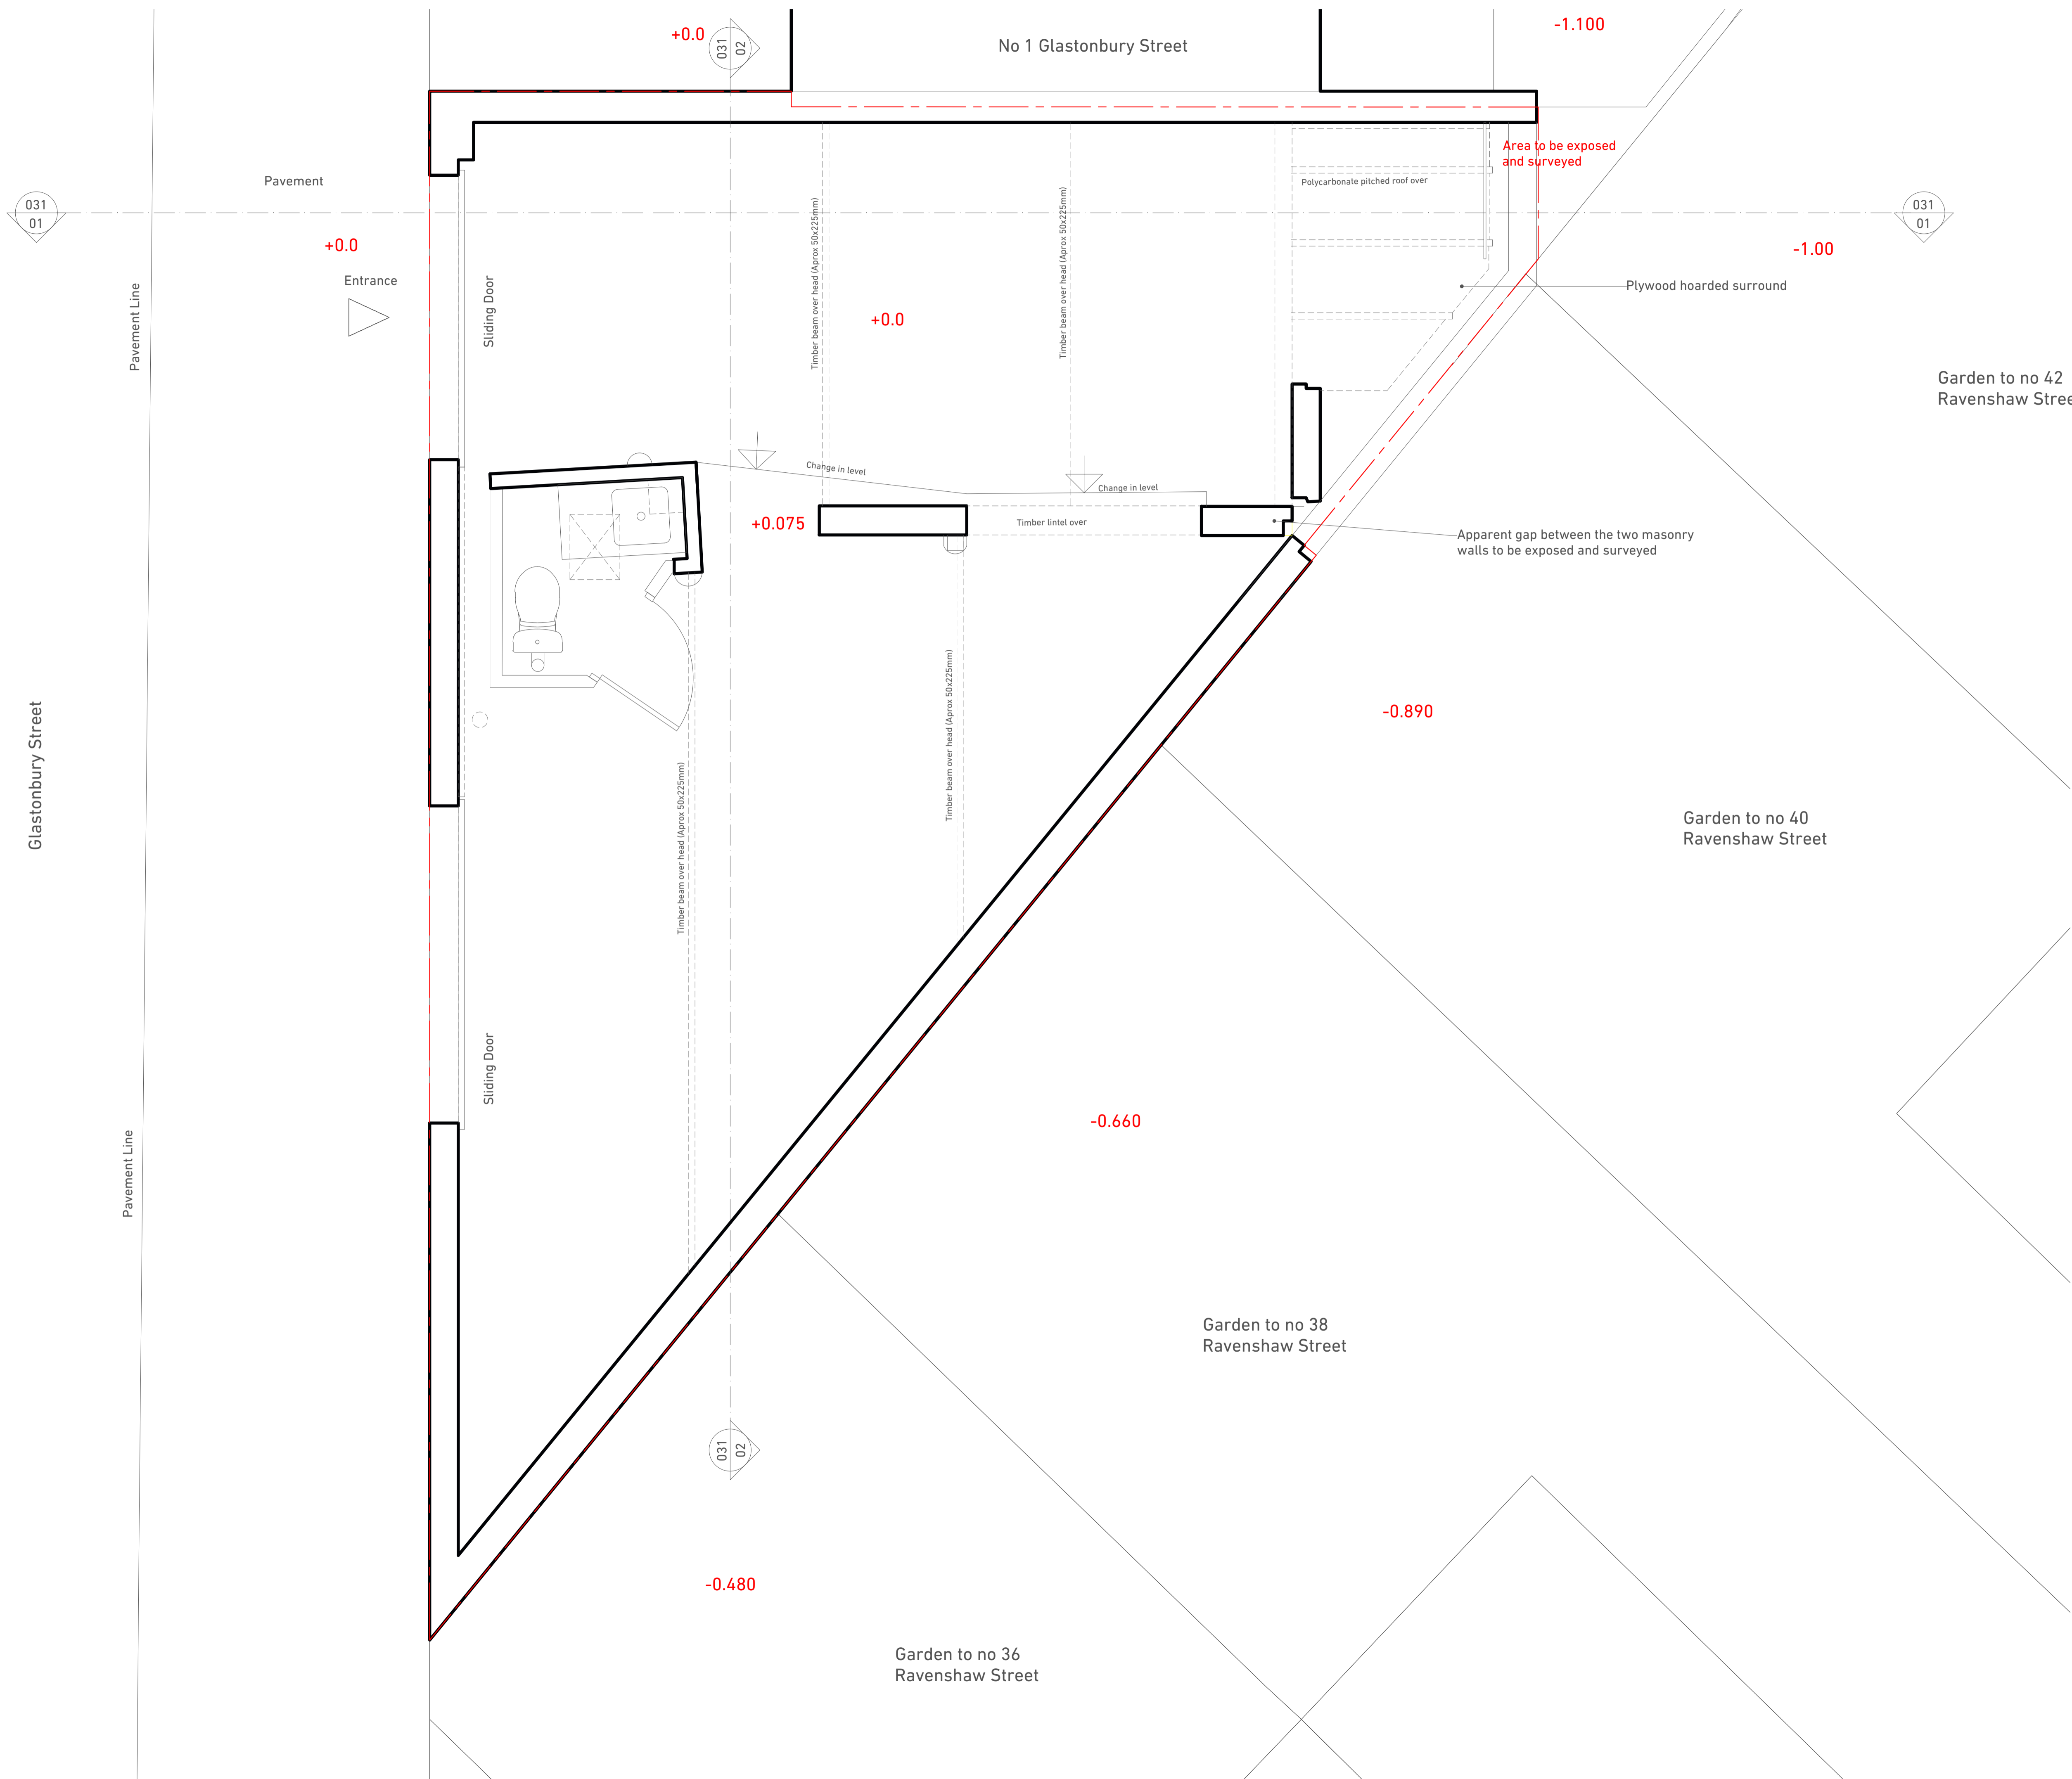 +0.0
031
02
No 1 Glastonbury Street
-1.100
Area to be exposed
and surveyed
Pavement
Polycarbonate pitched roof over
031
01
031
01
+0.0
-1.00
Entrance
Sliding Door
Pavement Line
Timber beam over head (Aprox 50x225mm)
Timber beam over head (Aprox 50x225mm)
+0.0
Plywood hoarded surround
Garden to no 42
Ravenshaw Stree
Change in level
Change in level
+0.075
Timber lintel over
Apparent gap between the two masonry
walls to be exposed and surveyed
-0.890
Glastonbury Street
Timber beam over head (Aprox 50x225mm)
Timber beam over head (Aprox 50x225mm)
Garden to no 40
Ravenshaw Street
Sliding Door
-0.660
Pavement Line
Garden to no 38
Ravenshaw Street
031
02
-0.480
Garden to no 36
Ravenshaw Street